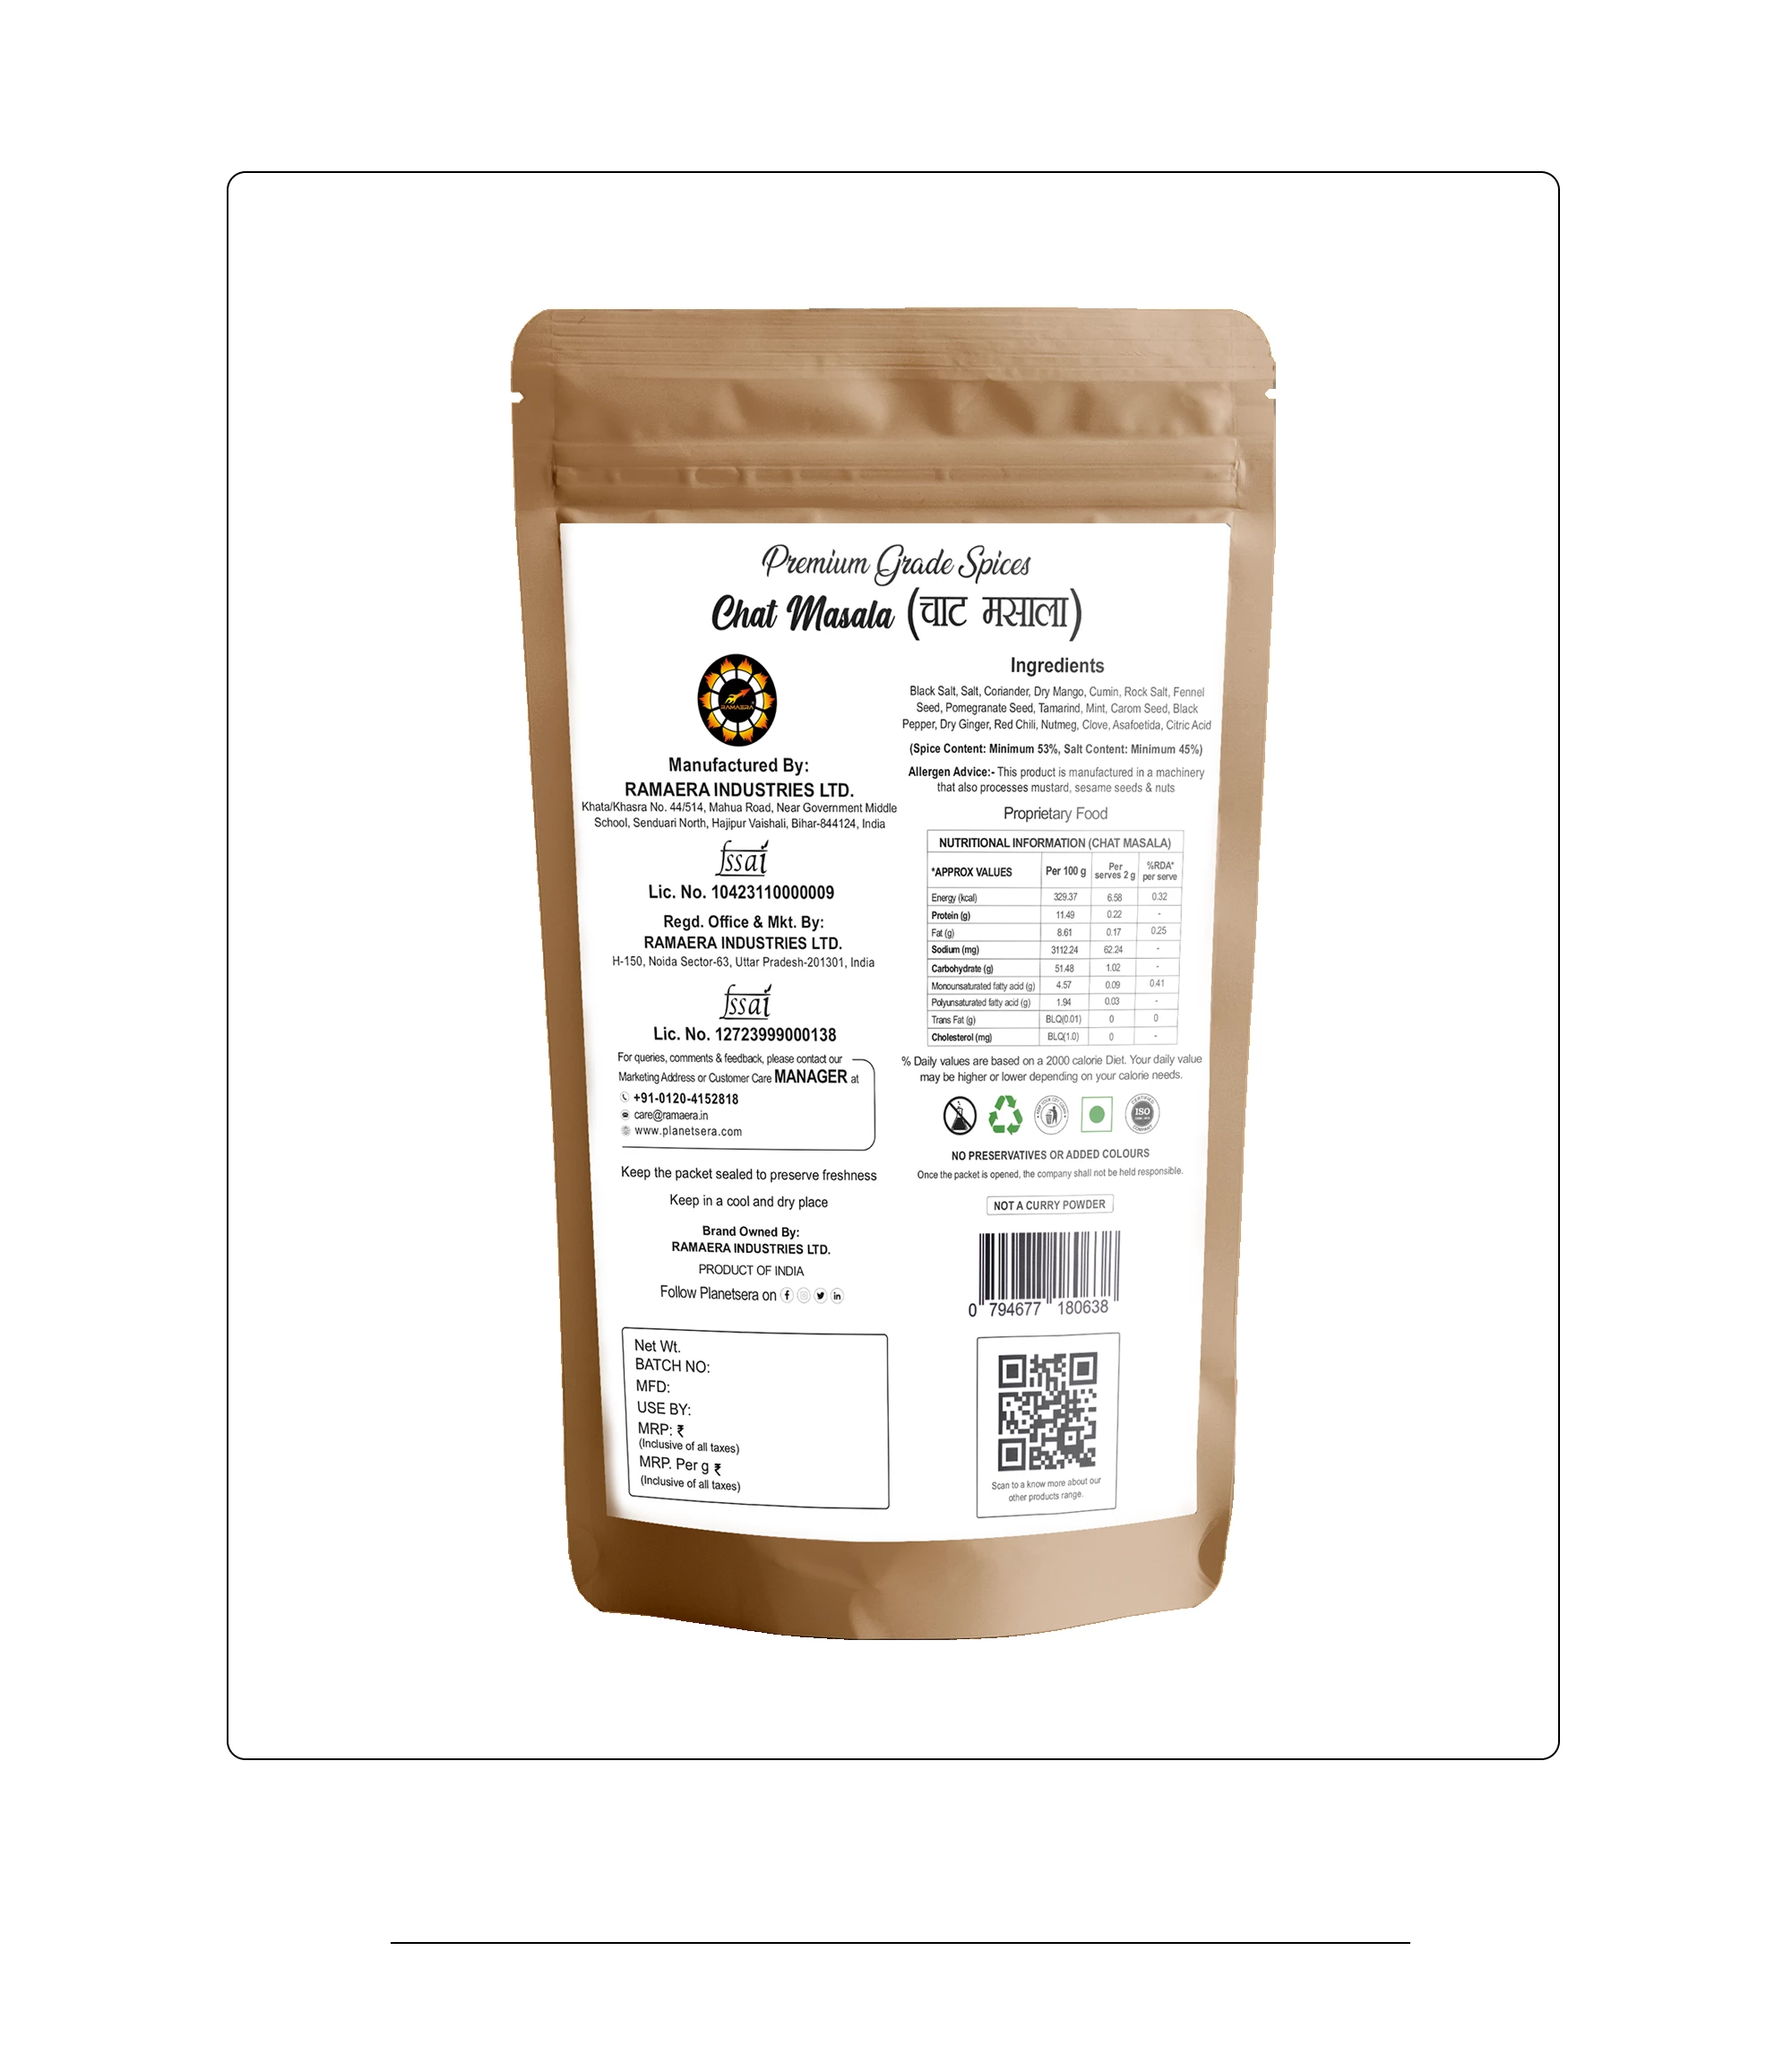 Premium Grade Spices
Chat Masala (चाट मसाला)
RAMAERA
Manufactured By:
RAMAERA INDUSTRIES LTD.
Khata/Khasra No. 44/514, Mahua Road, Near Government Middle
School, Senduari North, Hajipur Vaishali, Bihar-844124, India
fssai
Lic. No. 10423110000009
Regd. Office & Mkt. By:
RAMAERA INDUSTRIES LTD.
H-150, Noida Sector-63, Uttar Pradesh-201301, India
fssai
Lic. No. 12723999000138
For queries, comments & feedback, please contact our
Marketing Address or Customer Care MANAGER at
+91-0120-4152818
care@ramaera.in
www.planetsera.com
Keep the packet sealed to preserve freshness
Keep in a cool and dry place
Brand Owned By:
RAMAERA INDUSTRIES LTD.
PRODUCT OF INDIA
Follow Planetsera on
Net Wt.
BATCH NO:
MFD:
USE BY:
MRP: ₹
(Inclusive of all taxes)
MRP. Per g ₹
(Inclusive of all taxes)
Ingredients
Black Salt, Salt, Coriander, Dry Mango, Cumin, Rock Salt, Fennel
Seed, Pomegranate Seed, Tamarind, Mint, Carom Seed, Black
Pepper, Dry Ginger, Red Chili, Nutmeg, Clove, Asafoetida, Citric Acid
(Spice Content: Minimum 53%, Salt Content: Minimum 45%)
Allergen Advice:- This product is manufactured in a machinery
that also processes mustard, sesame seeds & nuts
Proprietary Food
NUTRITIONAL INFORMATION (CHAT MASALA)
*APPROX VALUES Per 100 g Per serves 2 g %RDA* per serve
Energy (kcal) 329.37 6.58 0.32
Protein (g) 11.49 0.22 -
Fat (g) 8.61 0.17 0.25
Sodium (mg) 3112.24 62.24 -
Carbohydrate (g) 51.48 1.02 -
Monounsaturated fatty acid (g) 4.57 0.09 0.41
Polyunsaturated fatty acid (g) 1.94 0.03 -
Trans Fat (g) BLQ(0.01) 0 0
Cholesterol (mg) BLQ(1.0) 0 -
% Daily values are based on a 2000 calorie Diet. Your daily value
may be higher or lower depending on your calorie needs.
CERTIFIED
ISO
COMPANY
NO PRESERVATIVES OR ADDED COLOURS
Once the packet is opened, the company shall not be held responsible.
NOT A CURRY POWDER
0 794677 180638
Scan to a know more about our
other products range.